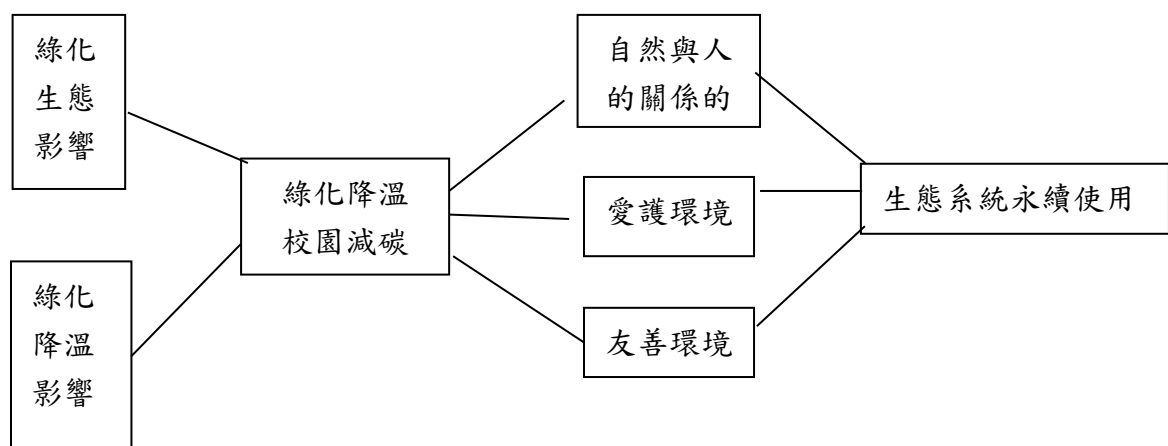 綠化
生態
影響
綠化
降溫
影響
綠化降溫
校園減碳
自然與人
的關係的
愛護環境
友善環境
生態系統永續使用